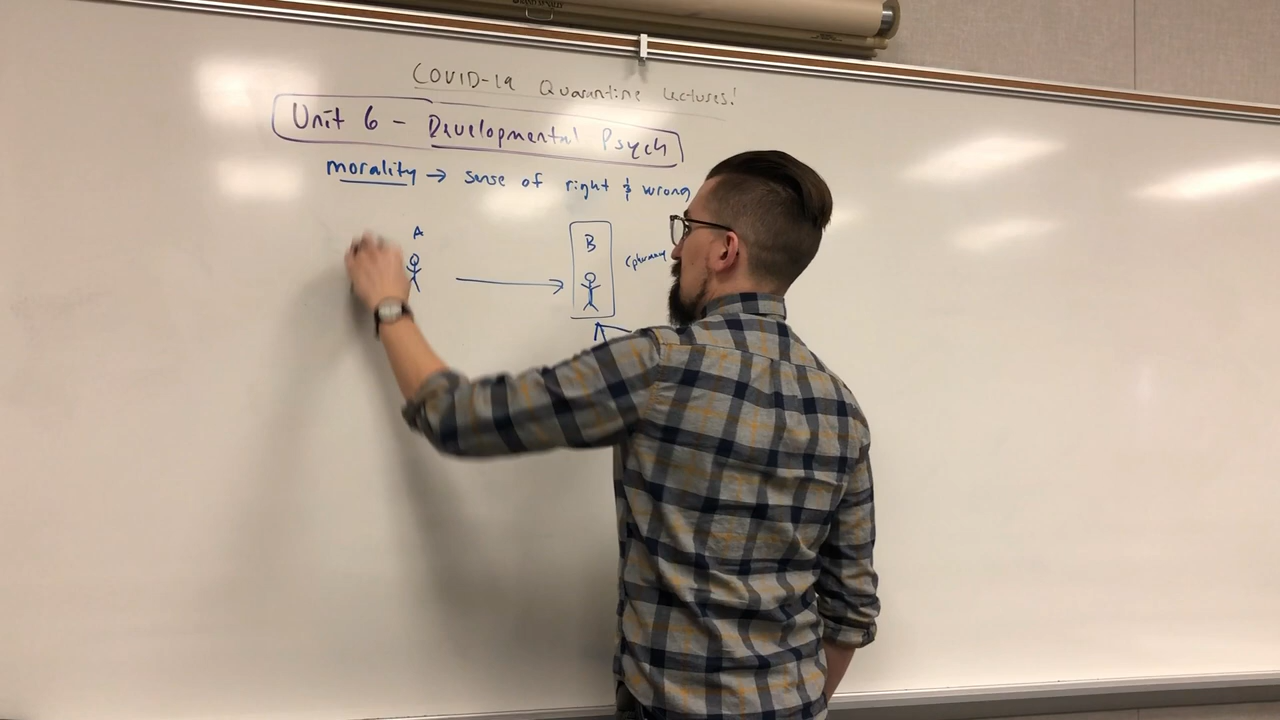 COVID-19 Quarantine Lectures!
Unit 6 - Developmental Psych
morality → sense of right & wrong
A
B